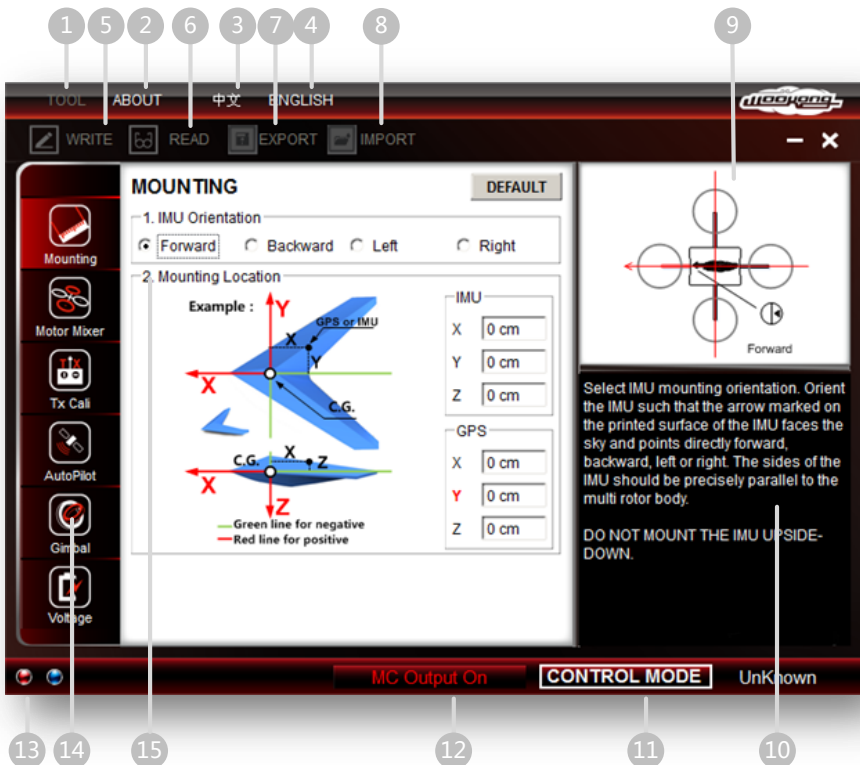 1 5 2 6 3 7 4 8 9
TOOL ABOUT 中文 ENGLISH
WRITE READ EXPORT IMPORT
MOUNTING
DEFAULT
1. IMU Orientation
Forward Backward Left Right
2. Mounting Location
Example :
Y
GPS or IMU
X
Y
X
C.G.
C.G.
X
Z
X
Z
Green line for negative
Red line for positive
IMU
X 0 cm
Y 0 cm
Z 0 cm
GPS
X 0 cm
Y 0 cm
Z 0 cm
Mounting
Motor Mixer
TX
Tx Cali
AutoPilot
Gimbal
Voltage
Forward
Select IMU mounting orientation. Orient
the IMU such that the arrow marked on
the printed surface of the IMU faces the
sky and points directly forward,
backward, left or right. The sides of the
IMU should be precisely parallel to the
multi rotor body.
DO NOT MOUNT THE IMU UPSIDE-
DOWN.
MC Output On CONTROL MODE UnKnown
13 14 15 12 11 10